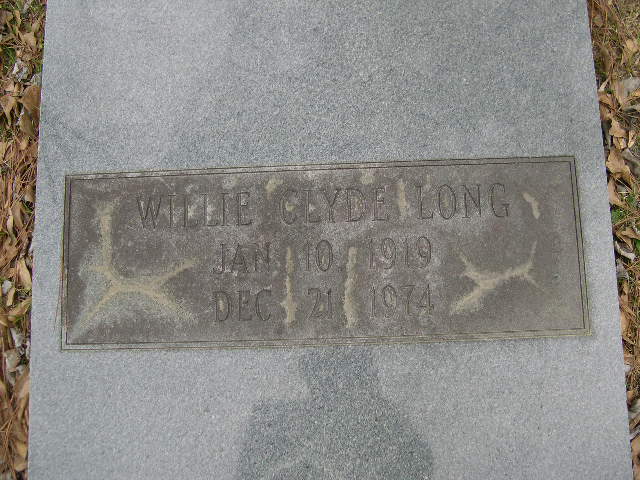 WILLIE CLYDE LONG
JAN 10 1919
DEC 21 1974